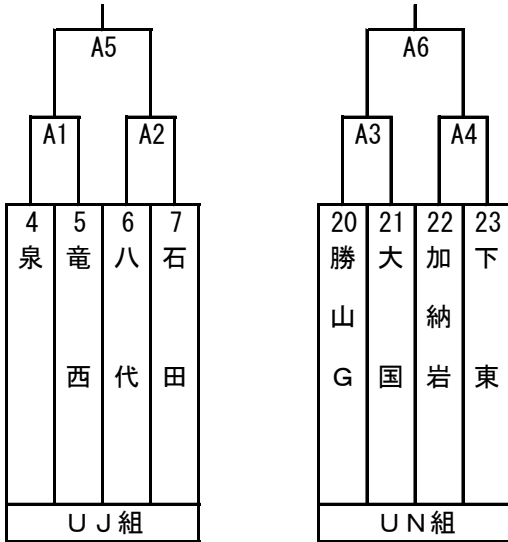 A5
A6
A1 A2
A3 A4
4 5 6 7
20 21 22 23
泉
竜西
八代
石田
勝山G
大国
加納岩
下東
UJ組
UN組